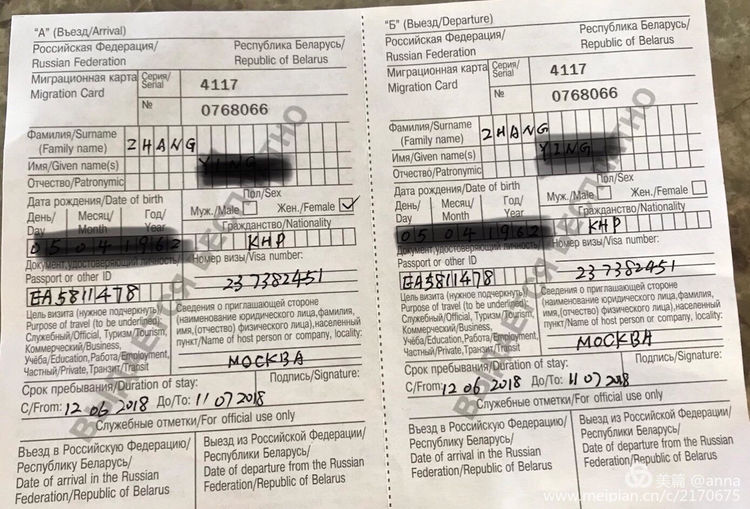 "А" (Въезд/Arrival)
Российская Федерация/ Республика Беларусь/
Russian Federation Republic of Belarus
Миграционная карта Серия/ 4117
Migration Card Serial
№ 0768066
Фамилия/Surname ZHANG
(Family name)
Имя/Given name(s)
Отчество/Patronymic
Дата рождения/Date of birth Пол/Sex
День/ Месяц/ Год/ Муж./Male Жен./Female ✓
Day Month Year Гражданство/Nationality
КНР
Документ, удостоверяющий личность/ Номер визы/Visa number:
Passport or other ID
EA5811478 237382451
Цель визита (нужное подчеркнуть)/ Сведения о приглашающей стороне
Purpose of travel (to be underlined): (наименование юридического лица, фамилия,
Служебный/Official, Туризм/Tourism, имя, (отчество) физического лица), населенный
Коммерческий/Business, пункт/Name of host person or company, locality:
Учёба/Education, Работа/Employment,
Частный/Private, Транзит/Transit МОСКВА
Срок пребывания/Duration of stay: Подпись/Signature:
С/From: 12 06 2018 До/To: 11 07 2018
Служебные отметки/For official use only
Въезд в Российскую Федерацию/ Выезд из Российской Федерации/
Республику Беларусь/ Республики Беларусь/
Date of arrival in the Russian Date of departure from the Russian
Federation/Republic of Belarus Federation/Republic of Belarus
ВЫДАЕТСЯ БЕСПЛАТНО
"Б" (Выезд/Departure)
Российская Федерация/ Республика Беларусь/
Russian Federation Republic of Belarus
Миграционная карта Серия/ 4117
Migration Card Serial
№ 0768066
Фамилия/Surname ZHANG
(Family name)
Имя/Given name(s)
Отчество/Patronymic
Дата рождения/Date of birth Пол/Sex
День/ Месяц/ Год/ Муж./Male Жен./Female
Day Month Year Гражданство/Nationality
КНР
Документ, удостоверяющий личность/ Номер визы/Visa number:
Passport or other ID
EA5811478 237382451
Цель визита (нужное подчеркнуть)/ Сведения о приглашающей стороне
Purpose of travel (to be underlined): (наименование юридического лица, фамилия,
Служебный/Official, Туризм/Tourism, имя, (отчество) физического лица), населенный
Коммерческий/Business, пункт/Name of host person or company, locality:
Учёба/Education, Работа/Employment,
Частный/Private, Транзит/Transit МОСКВА
Срок пребывания/Duration of stay: Подпись/Signature:
С/From: 12 06 2018 До/To: 11 07 2018
Служебные отметки/For official use only
Въезд в Российскую Федерацию/ Выезд из Российской Федерации/
Республику Беларусь/ Республики Беларусь/
Date of arrival in the Russian Date of departure from the Russian
Federation/Republic of Belarus Federation/Republic of Belarus
ВЫДАЕТСЯ БЕСПЛАТНО
美篇 @anna
www.meipian.cn/c/2170675